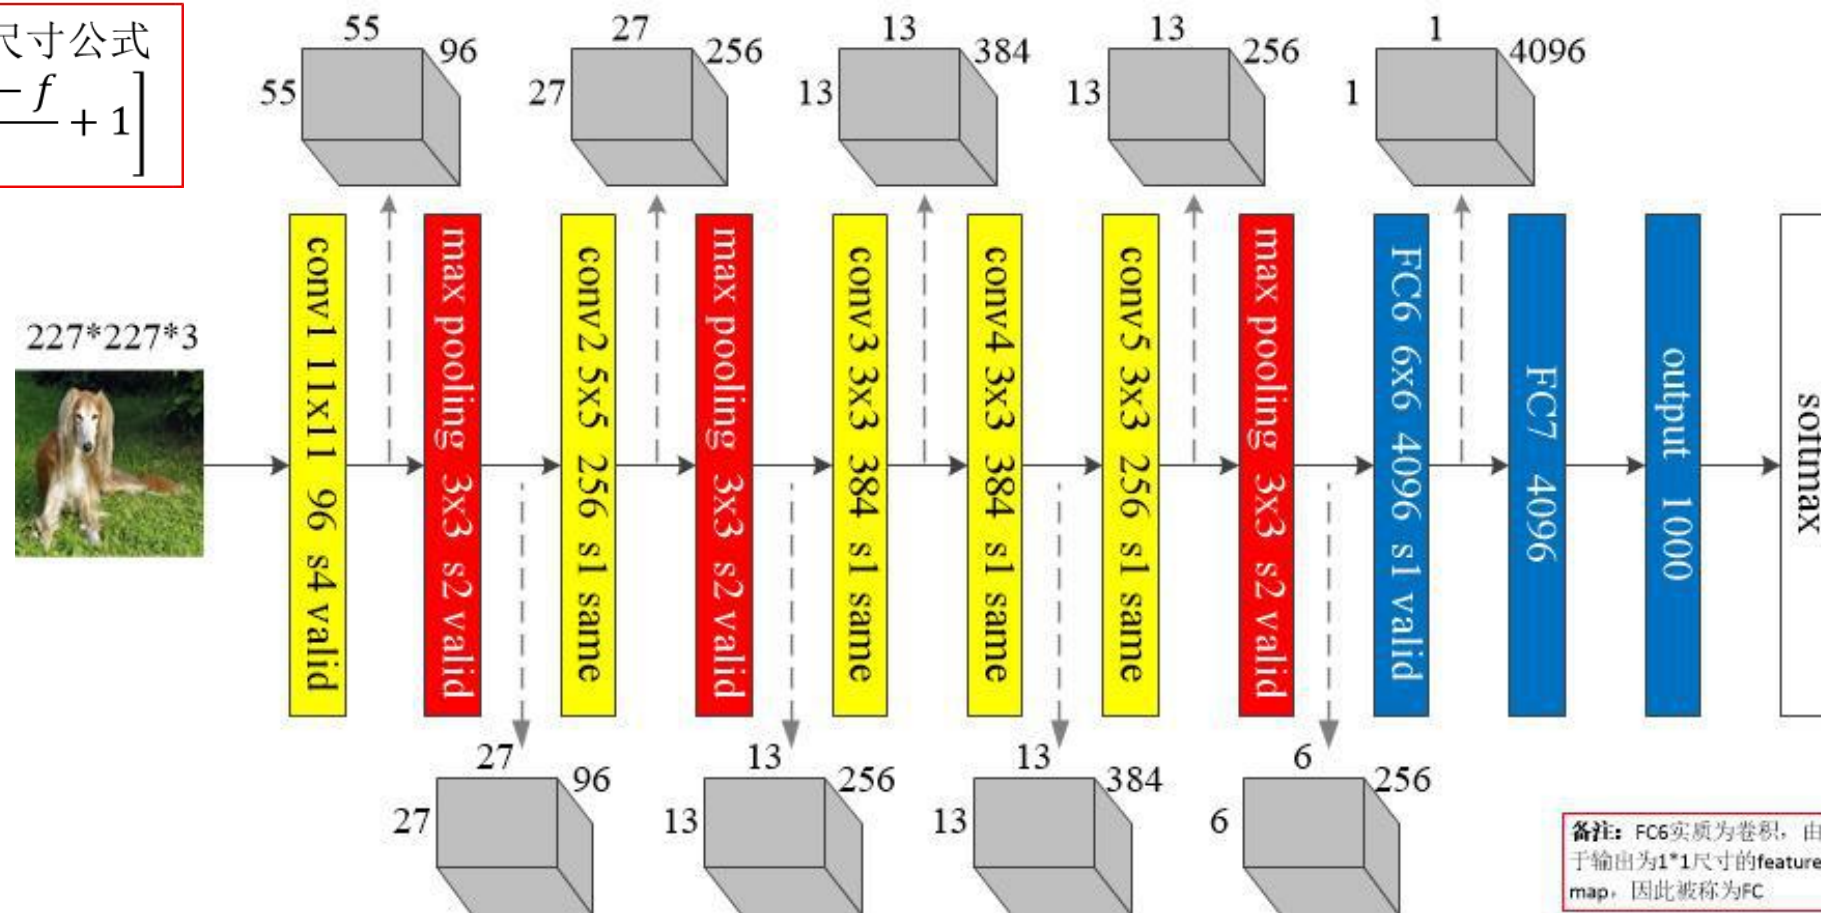 尺寸公式
− f
+ 1]
55
96
55
27
256
27
13
384
13
13
256
13
1
4096
1
227*227*3
conv1 11x11 96 s4 valid
max pooling 3x3 s2 valid
conv2 5x5 256 s1 same
max pooling 3x3 s2 valid
conv3 3x3 384 s1 same
conv4 3x3 384 s1 same
conv5 3x3 256 s1 same
max pooling 3x3 s2 valid
FC6 6x6 4096 s1 valid
FC7 4096
output 1000
softmax
27
96
27
13
256
13
13
384
13
6
256
6
备注：FC6实质为卷积，由
于输出为1*1尺寸的feature
map，因此被称为FC